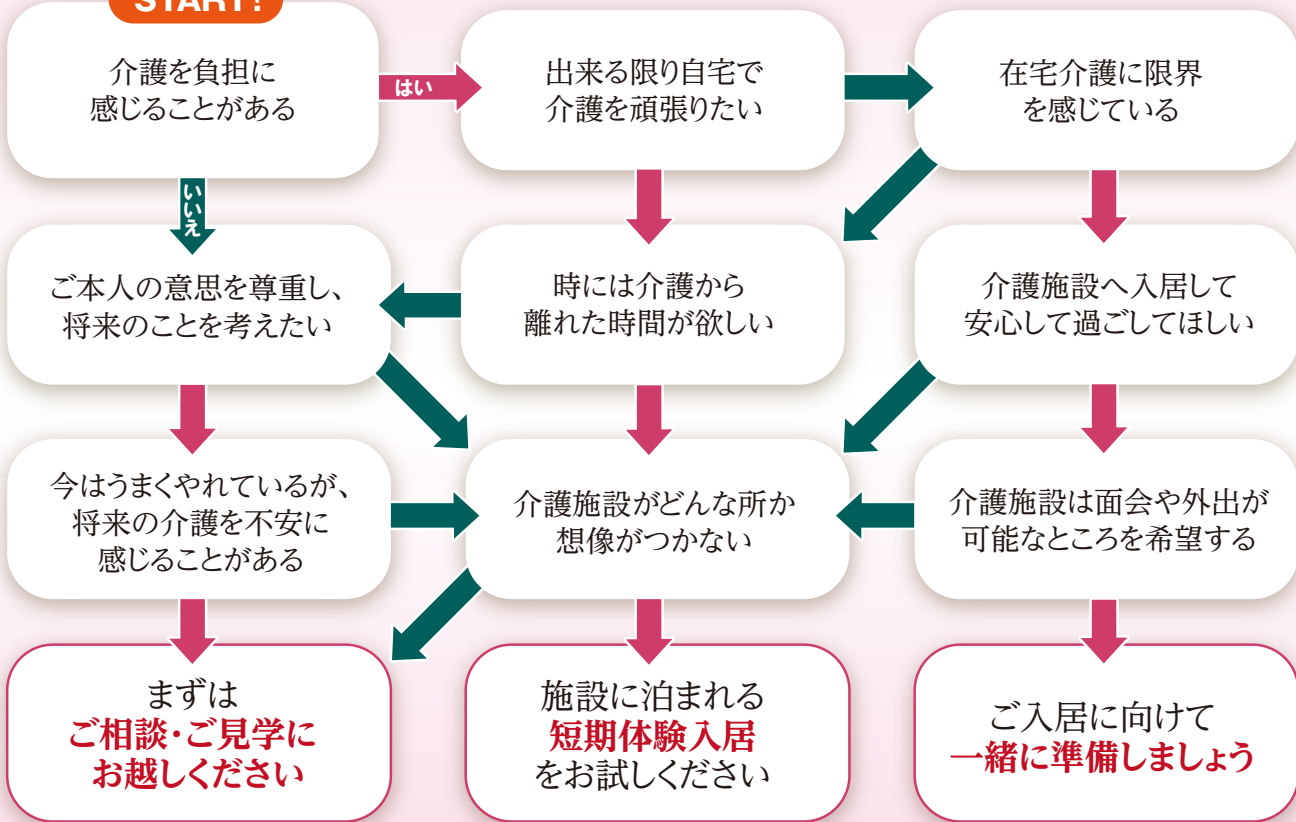 START!
介護を負担に
感じることがある
はい
出来る限り自宅で
介護を頑張りたい
在宅介護に限界
を感じている
いいえ
ご本人の意思を尊重し、
将来のことを考えたい
時には介護から
離れた時間が欲しい
介護施設へ入居して
安心して過ごしてほしい
今はうまくやれているが、
将来の介護を不安に
感じることがある
介護施設がどんな所か
想像がつかない
介護施設は面会や外出が
可能なところを希望する
まずは
ご相談・ご見学に
お越しください
施設に泊まれる
短期体験入居
をお試しください
ご入居に向けて
一緒に準備しましょう